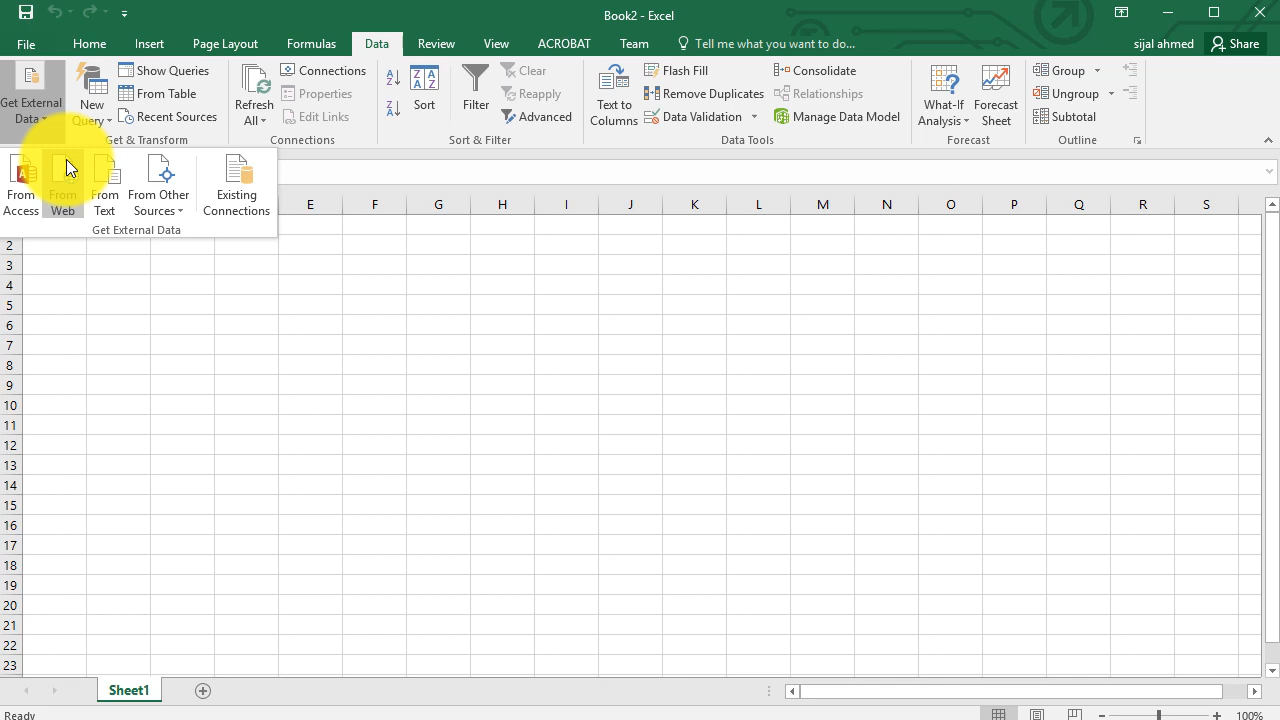 Book2 - Excel
File Home Insert Page Layout Formulas Data Review View ACROBAT Team Tell me what you want to do... sijal ahmed Share
Get External Data
New Query
Show Queries
From Table
Recent Sources
Get & Transform
Refresh All
Connections
Properties
Edit Links
Connections
Sort
Filter
Clear
Reapply
Advanced
Sort & Filter
Text to Columns
Flash Fill
Remove Duplicates
Data Validation
Consolidate
Relationships
Manage Data Model
Data Tools
What-If Analysis
Forecast Sheet
Forecast
Group
Ungroup
Subtotal
Outline
From Access
From Web
From Text
From Other Sources
Existing Connections
Get External Data
E F G H I J K L M N O P Q R S
2
3
4
5
6
7
8
9
10
11
12
13
14
15
16
17
18
19
20
21
22
23
Sheet1
Ready
100%